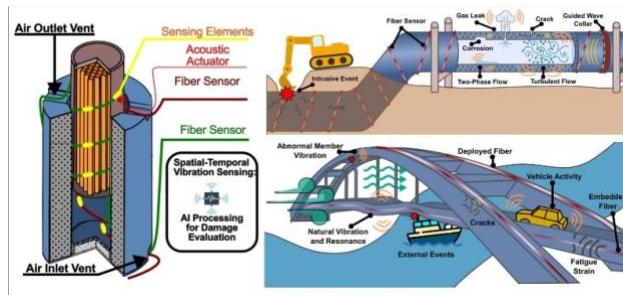 Air Outlet Vent
Sensing Elements
Acoustic
Actuator
Fiber Sensor
Fiber Sensor
Spatial-Temporal
Vibration Sensing:
AI Processing
for Damage
Evaluation
Air Inlet Vent
Fiber Sensor
Gas Leak
Crack
Guided Wave
Collar
Corrosion
Intrusive Event
Two-Phase Flow
Turbulent Flow
Abnormal Member
Vibration
Deployed Fiber
Vehicle Activity
Embedde
Fiber
Natural Vibration
and Resonance
Cracks
External Events
Fatigue
Strain